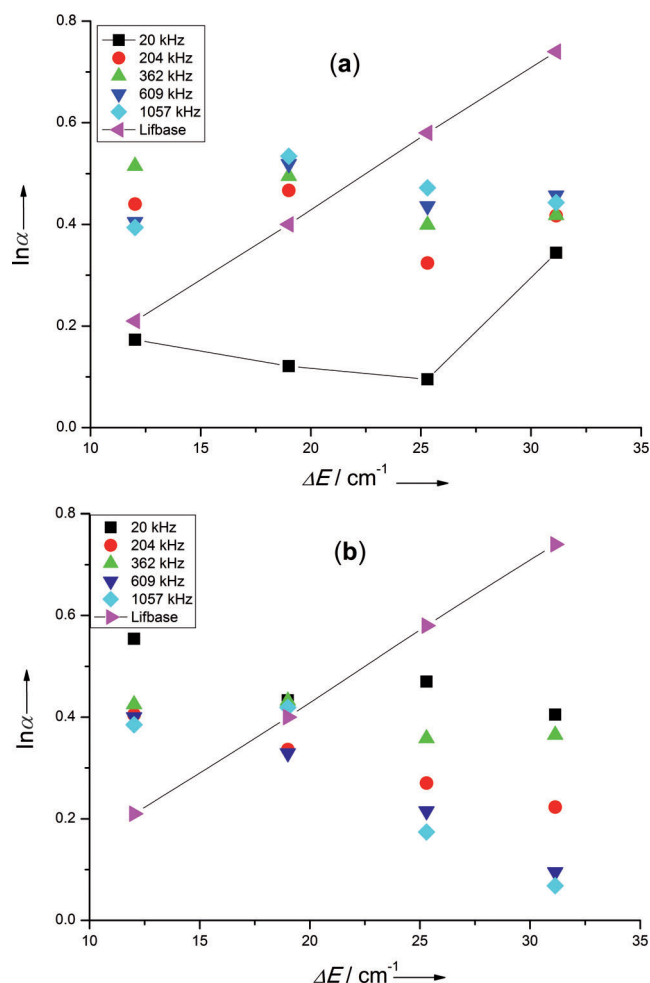 0.8
0.6
0.4
0.2
0.0
lnα
20 kHz
204 kHz
362 kHz
609 kHz
1057 kHz
Lifbase
(a)
10 15 20 25 30 35
ΔE / cm⁻¹
0.8
0.6
0.4
0.2
0.0
lnα
20 kHz
204 kHz
362 kHz
609 kHz
1057 kHz
Lifbase
(b)
10 15 20 25 30 35
ΔE / cm⁻¹